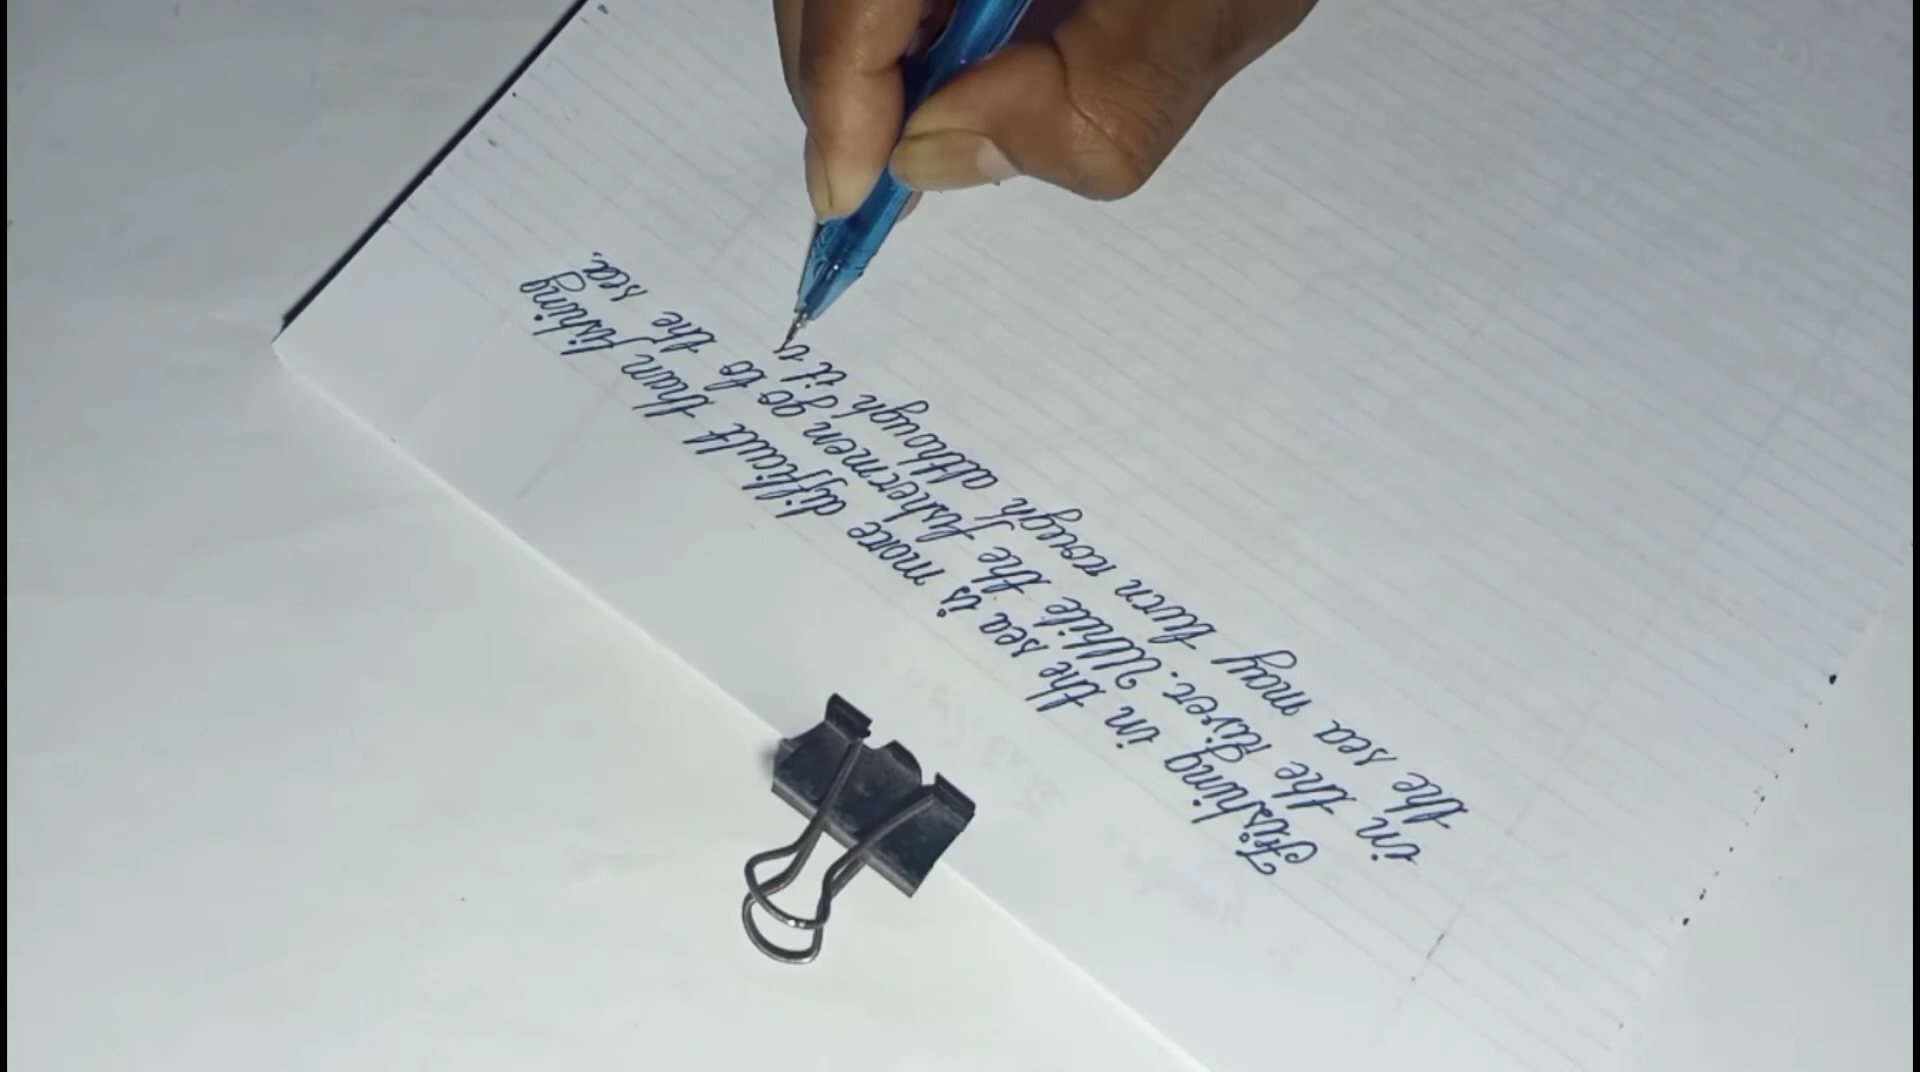 Fishing in the sea is more difficult than fishing
in the River. While the fishermen go to the sea,
the sea may turn rough although it